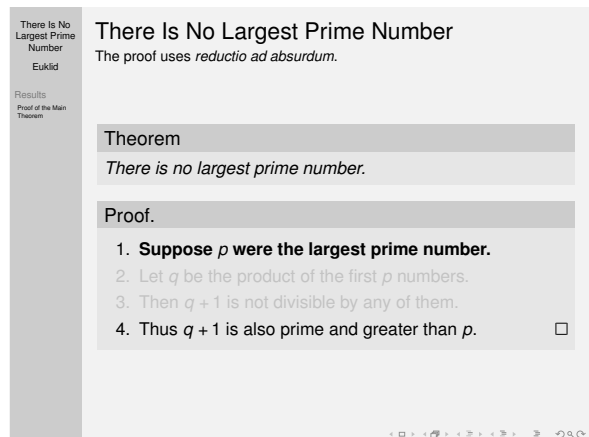 There Is No
Largest Prime
Number
Euklid
Results
Proof of the Main
Theorem
There Is No Largest Prime Number
The proof uses reductio ad absurdum.
Theorem
There is no largest prime number.
Proof.
1. Suppose p were the largest prime number.
2. Let q be the product of the first p numbers.
3. Then q + 1 is not divisible by any of them.
4. Thus q + 1 is also prime and greater than p. □